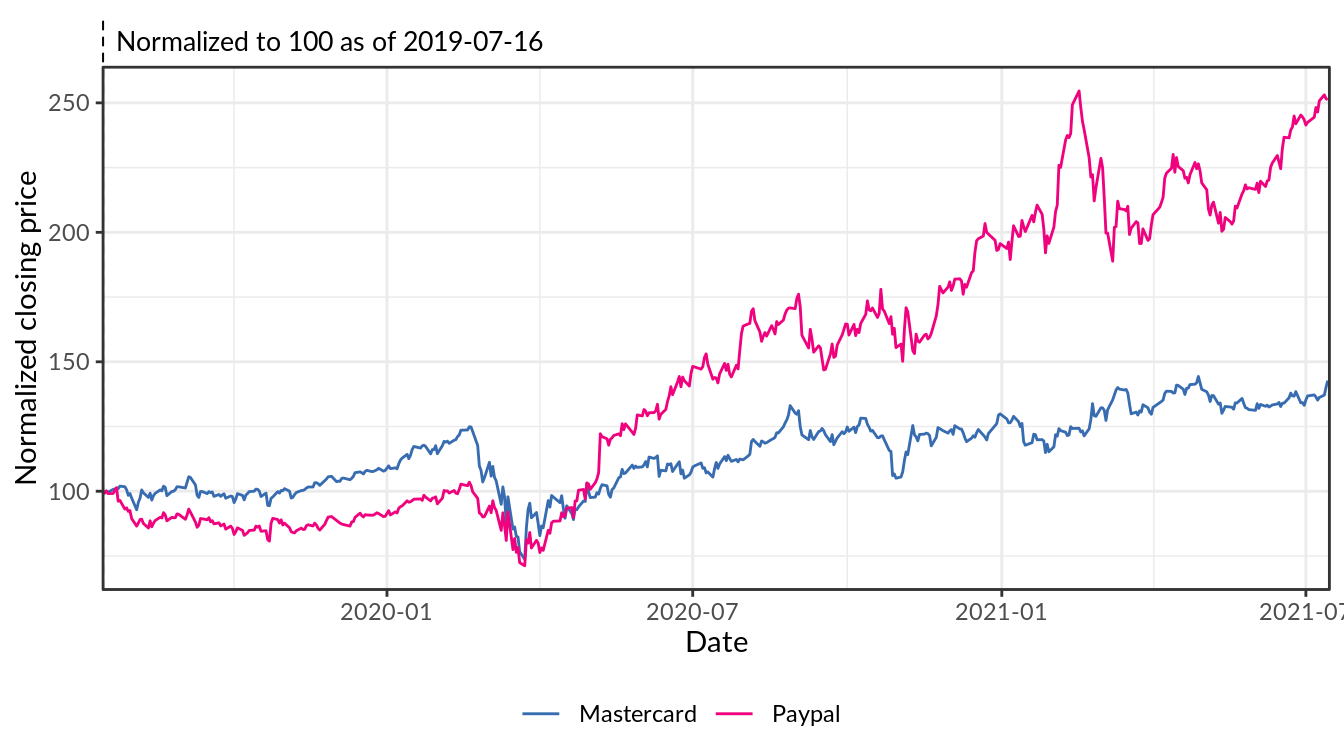 Normalized to 100 as of 2019-07-16
250
200
150
100
Normalized closing price
2020-01
2020-07
2021-01
2021-07
Date
Mastercard
Paypal